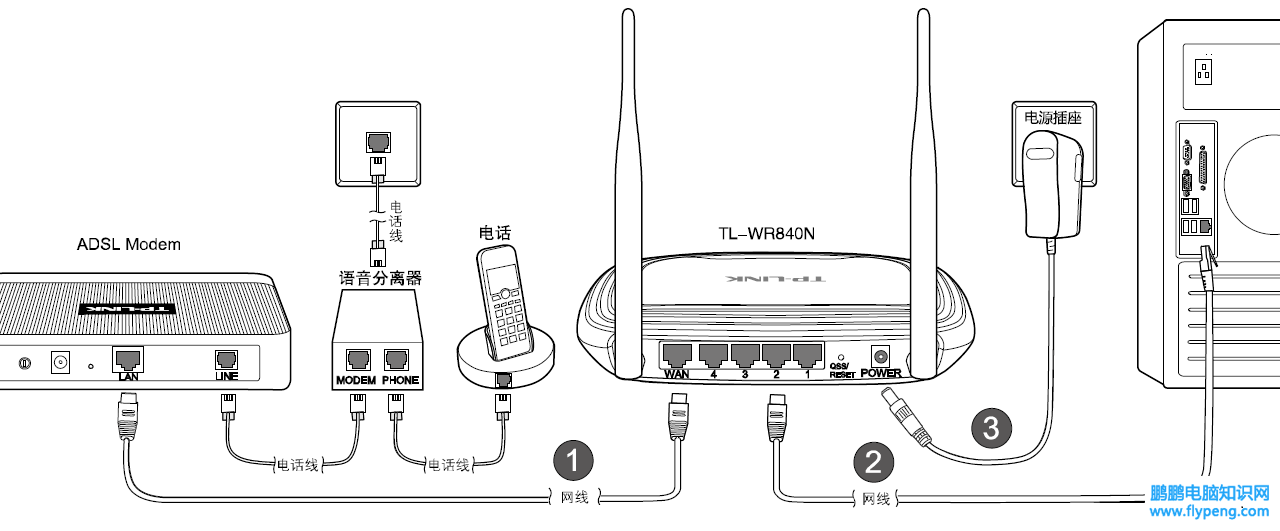 电源插座
电话线
电话
TL-WR840N
ADSL Modem
语音分离器
TP-LINK
TP-LINK
LAN
LINE
MODEM
PHONE
WAN
4
3
2
1
QSS/
RESET
POWER
电话线
电话线
1
网线
2
网线
3
鹏鹏电脑知识网
www.flypeng.com